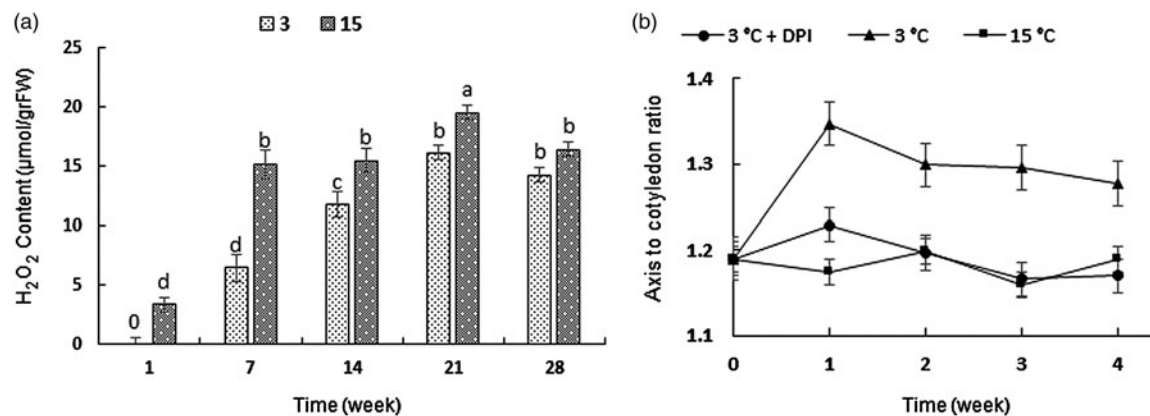 (a)
3 15
H₂O₂ Content (µmol/grFW)
25
20
15
10
5
0
0
d
d
b
c
b
b
a
b
b
1 7 14 21 28
Time (week)
(b)
3 °C + DPI 3 °C 15 °C
Axis to cotyledon ratio
1.4
1.3
1.2
1.1
0 1 2 3 4
Time (week)